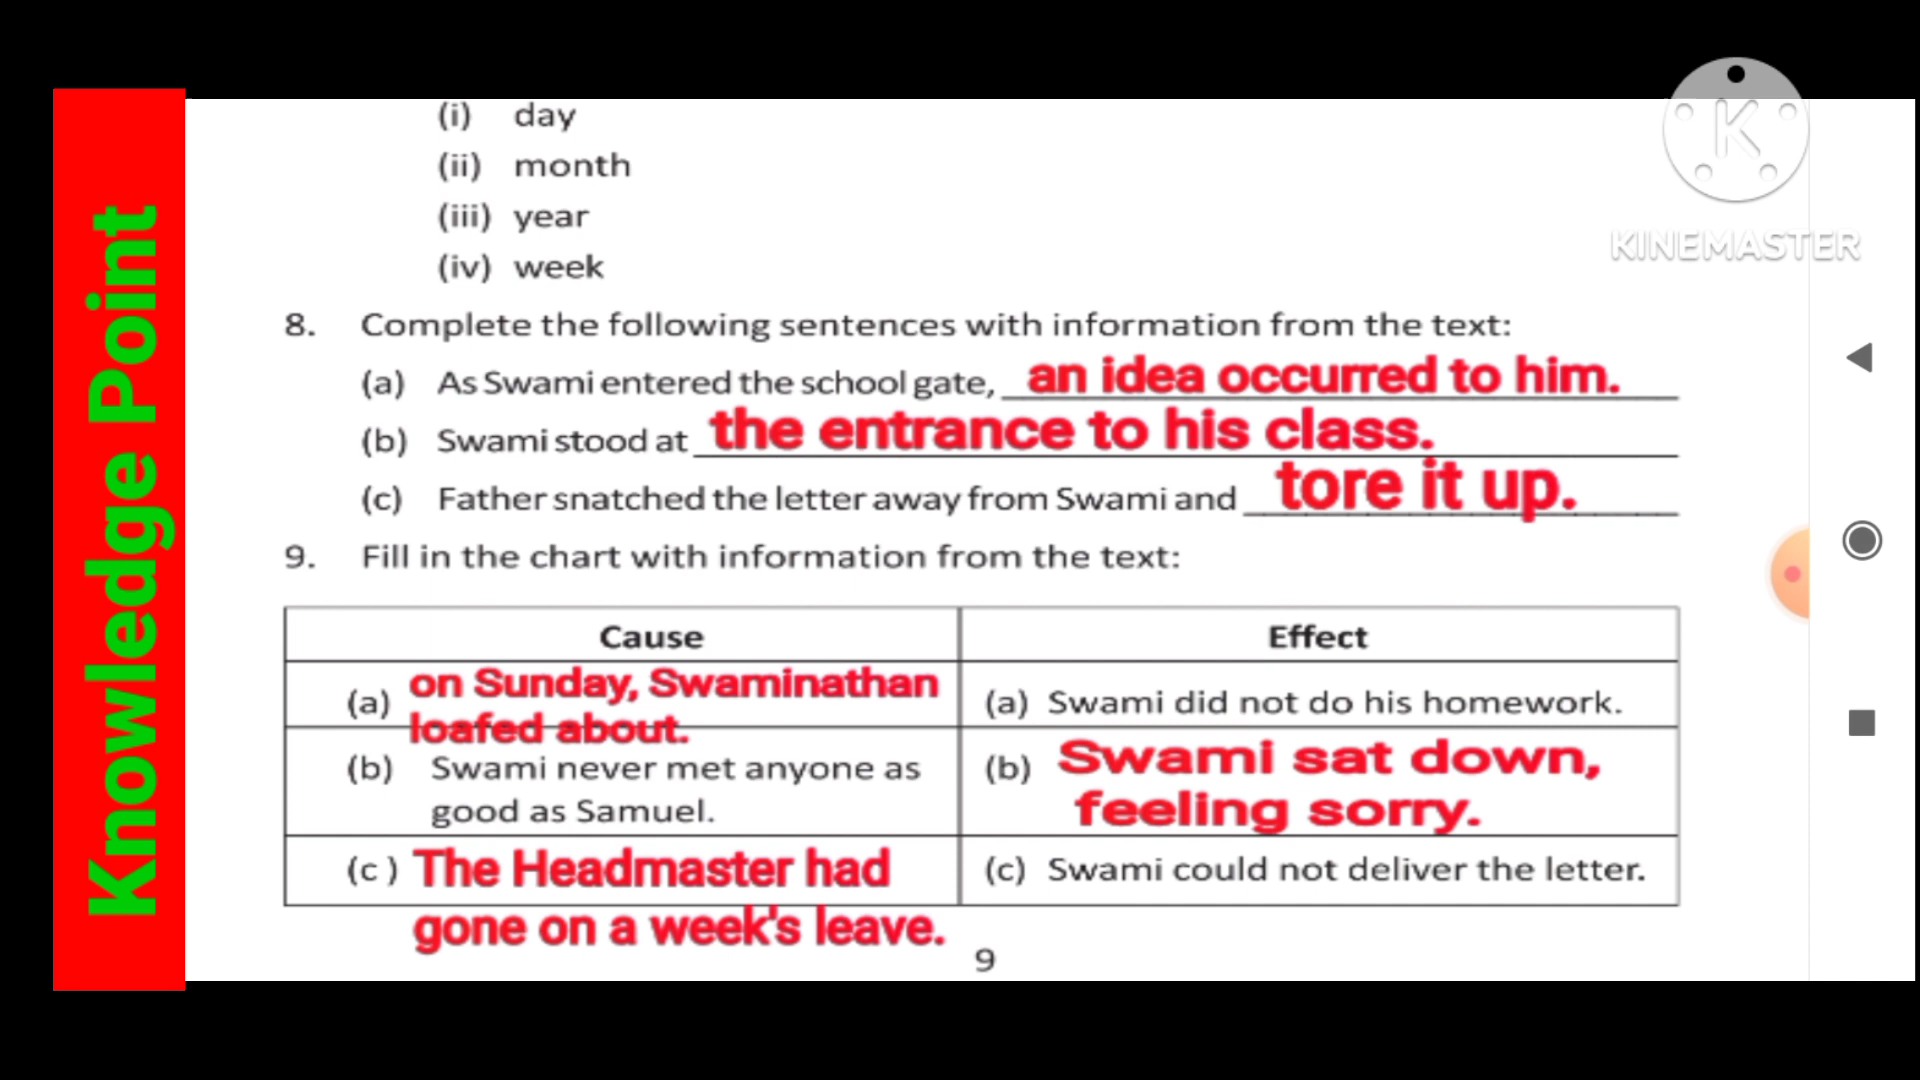 Knowledge Point
KINEMASTER
(i) day
(ii) month
(iii) year
(iv) week
8. Complete the following sentences with information from the text:
(a) As Swami entered the school gate, an idea occurred to him.
(b) Swami stood at the entrance to his class.
(c) Father snatched the letter away from Swami and tore it up.
9. Fill in the chart with information from the text:
Cause Effect
(a) on Sunday, Swaminathan
loafed about.
(a) Swami did not do his homework.
(b) Swami never met anyone as
good as Samuel.
(b) Swami sat down,
feeling sorry.
(c) The Headmaster had
gone on a week's leave.
(c) Swami could not deliver the letter.
9